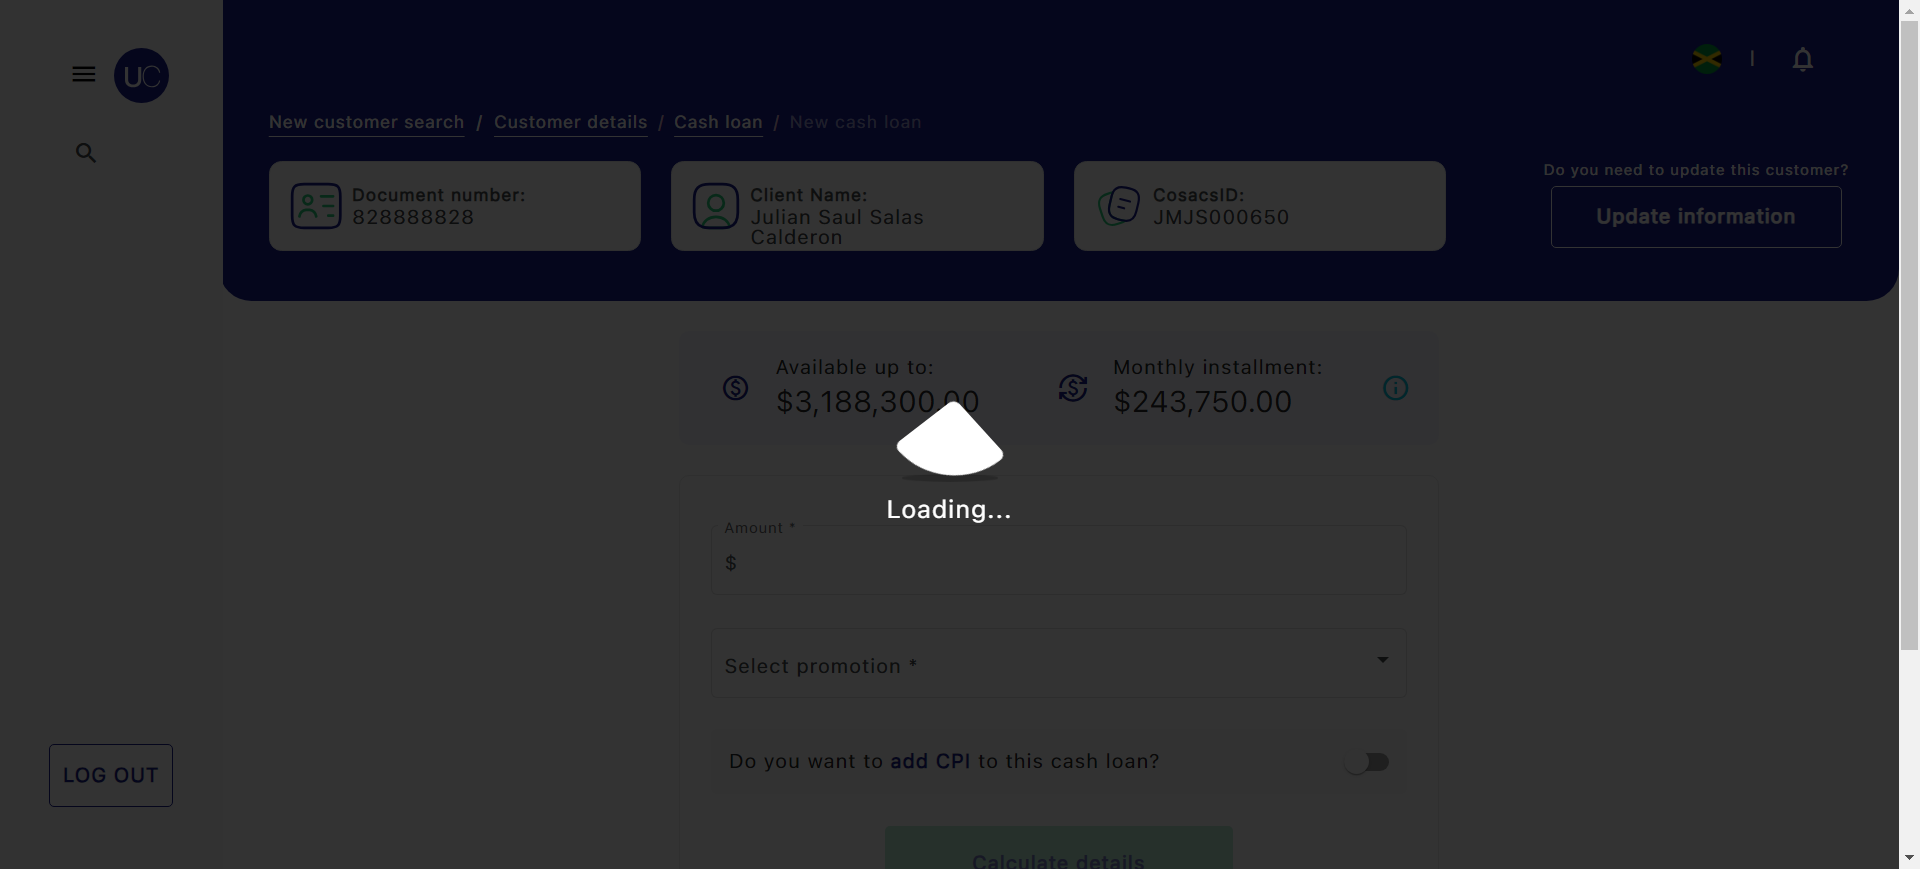 UC
New customer search / Customer details / Cash loan / New cash loan
Document number:
828888828
Client Name:
Julian Saul Salas
Calderon
CosacsID:
JMJS000650
Do you need to update this customer?
Update information
Available up to:
$3,188,300.00
Monthly installment:
$243,750.00
Loading...
Amount *
$
Select promotion *
Do you want to add CPI to this cash loan?
LOG OUT
Calculate details